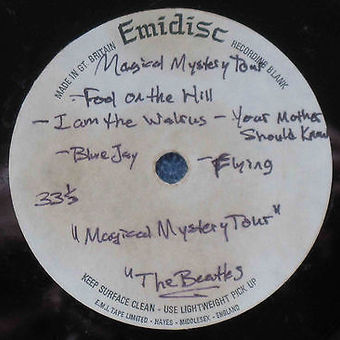 Emidisc
MADE IN GT. BRITAIN
RECORDING BLANK
Magical Mystery Tour
- Fool on the Hill
- I am the Walrus - Your Mother
Should Know
- Blue Jay - Flying
33⅓
"Magical Mystery Tour"
"The Beatles
KEEP SURFACE CLEAN - USE LIGHTWEIGHT PICK UP
E.M.I. TAPE LIMITED - HAYES - MIDDLESEX - ENGLAND